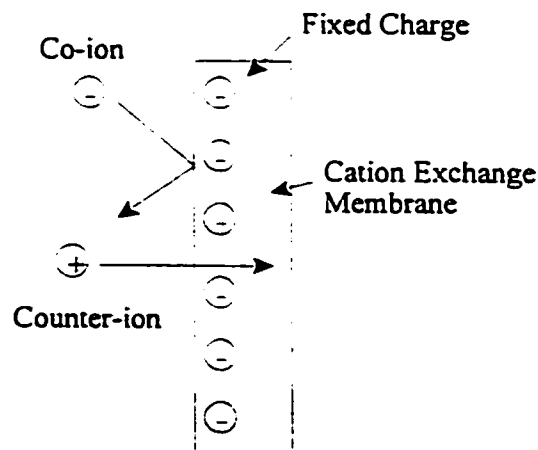 Fixed Charge
Co-ion
Cation Exchange
Membrane
Counter-ion